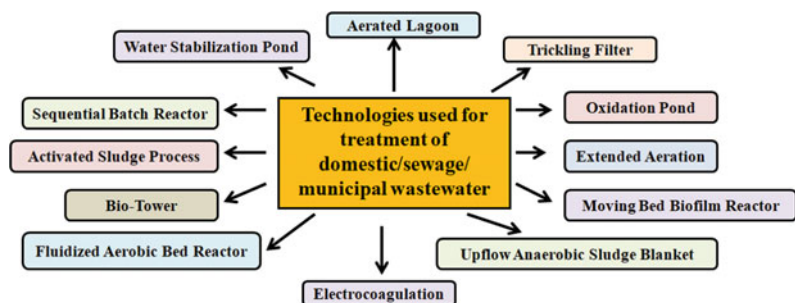 Aerated Lagoon
Water Stabilization Pond
Trickling Filter
Sequential Batch Reactor
Technologies used for
treatment of
domestic/sewage/
municipal wastewater
Oxidation Pond
Activated Sludge Process
Extended Aeration
Bio-Tower
Moving Bed Biofilm Reactor
Fluidized Aerobic Bed Reactor
Upflow Anaerobic Sludge Blanket
Electrocoagulation